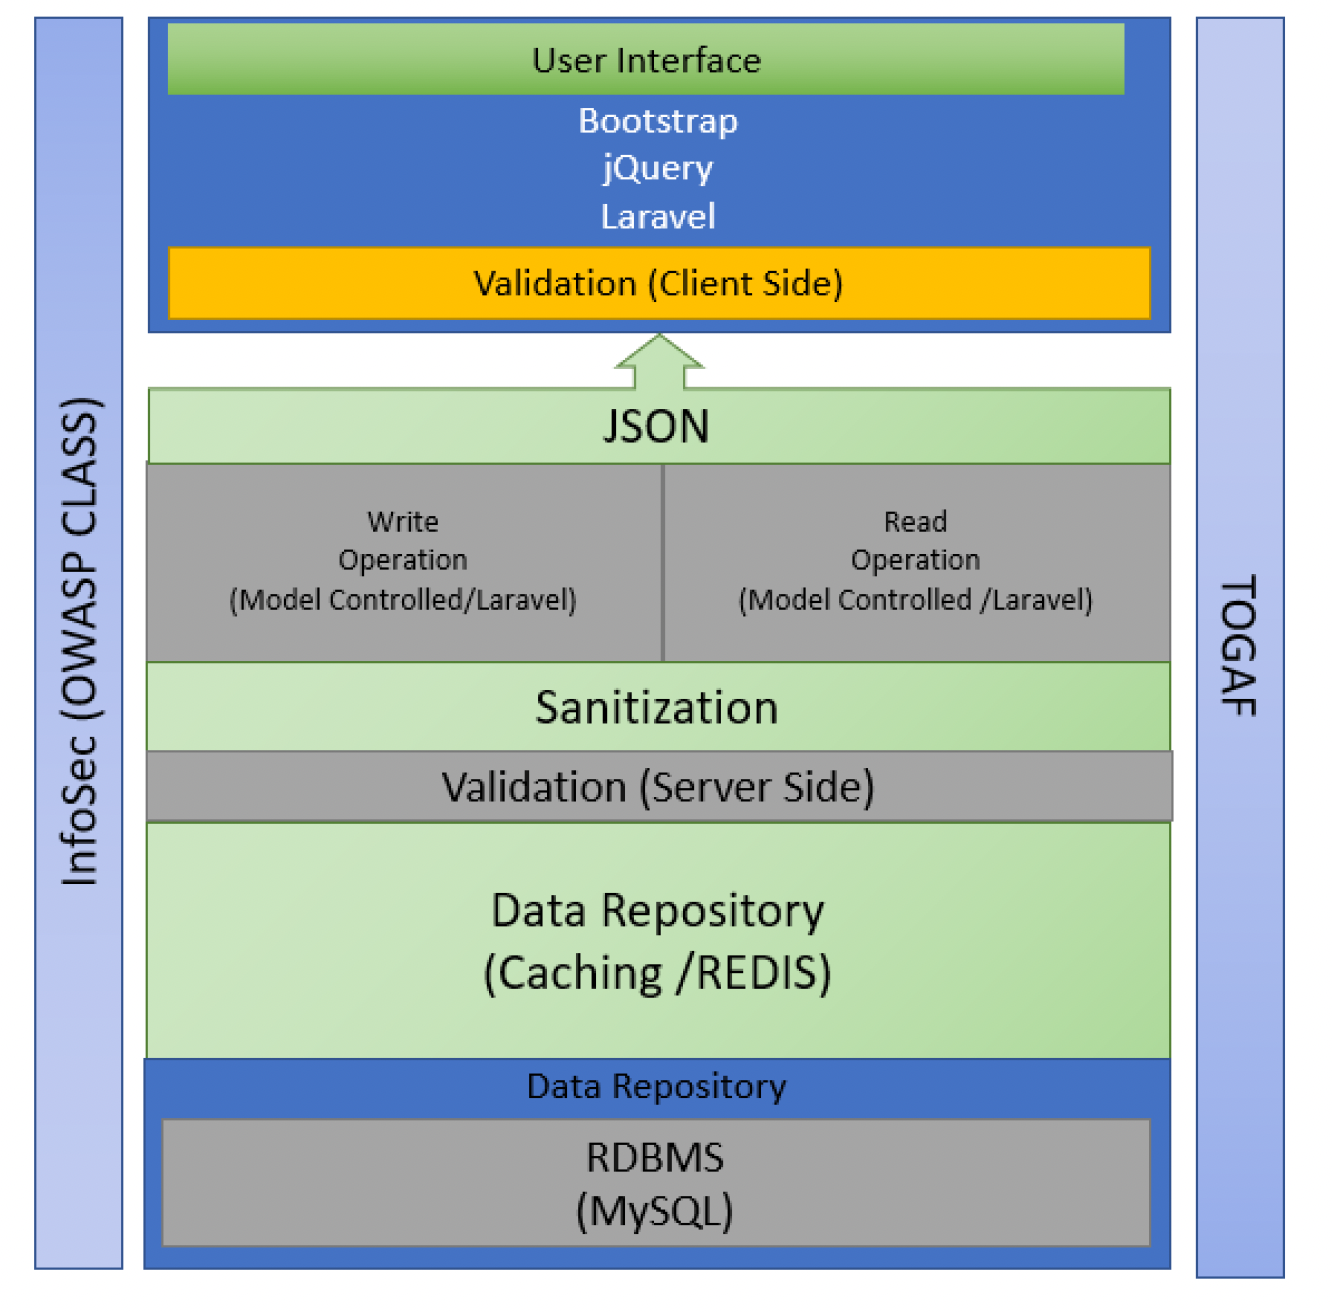 InfoSec (OWASP CLASS)
User Interface
Bootstrap
jQuery
Laravel
Validation (Client Side)
JSON
Write
Operation
(Model Controlled/Laravel)
Read
Operation
(Model Controlled /Laravel)
Sanitization
Validation (Server Side)
Data Repository
(Caching /REDIS)
Data Repository
RDBMS
(MySQL)
TOGAF